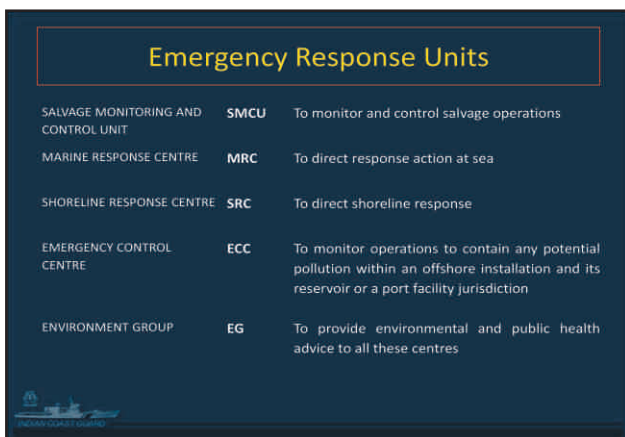 Emergency Response Units
SALVAGE MONITORING AND
CONTROL UNIT
SMCU
To monitor and control salvage operations
MARINE RESPONSE CENTRE
MRC
To direct response action at sea
SHORELINE RESPONSE CENTRE
SRC
To direct shoreline response
EMERGENCY CONTROL
CENTRE
ECC
To monitor operations to contain any potential
pollution within an offshore installation and its
reservoir or a port facility jurisdiction
ENVIRONMENT GROUP
EG
To provide environmental and public health
advice to all these centres
INDIAN COAST GUARD